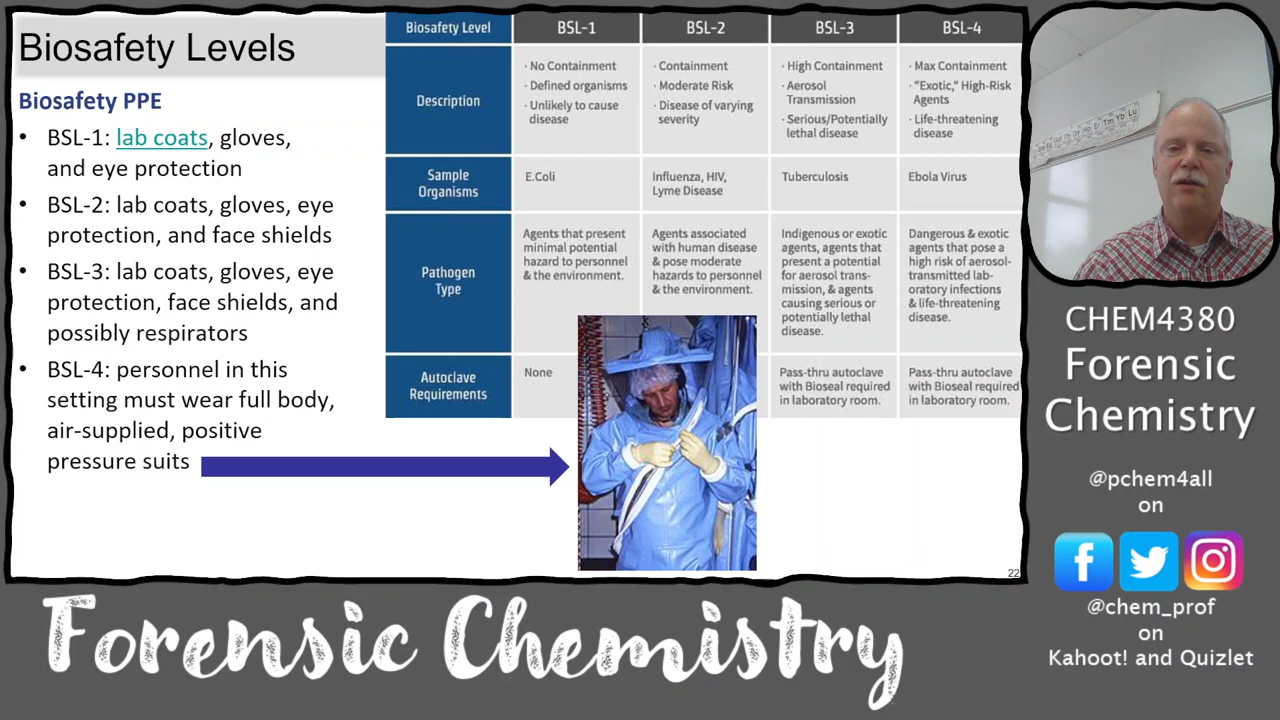 Biosafety Levels
Biosafety PPE
• BSL-1: lab coats, gloves,
and eye protection
• BSL-2: lab coats, gloves, eye
protection, and face shields
• BSL-3: lab coats, gloves, eye
protection, face shields, and
possibly respirators
• BSL-4: personnel in this
setting must wear full body,
air-supplied, positive
pressure suits
Biosafety Level
BSL-1
BSL-2
BSL-3
BSL-4
Description
· No Containment
· Defined organisms
· Unlikely to cause
disease
· Containment
· Moderate Risk
· Disease of varying
severity
· High Containment
· Aerosol
Transmission
· Serious/Potentially
lethal disease
· Max Containment
· “Exotic,” High-Risk
Agents
· Life-threatening
disease
Sample
Organisms
E.Coli
Influenza, HIV,
Lyme Disease
Tuberculosis
Ebola Virus
Pathogen
Type
Agents that present
minimal potential
hazard to personnel
& the environment.
Agents associated
with human disease
& pose moderate
hazards to personnel
& the environment.
Indigenous or exotic
agents, agents that
present a potential
for aerosol trans-
mission, & agents
causing serious or
potentially lethal
disease.
Dangerous & exotic
agents that pose a
high risk of aerosol-
transmitted lab-
oratory infections
& life-threatening
disease.
Autoclave
Requirements
None
Pass-thru autoclave
with Bioseal required
in laboratory room.
Pass-thru autoclave
with Bioseal required
in laboratory room.
22
Er Tm Yb Lu
CHEM4380
Forensic
Chemistry
@pchem4all
on
@chem_prof
on
Kahoot! and Quizlet
Forensic Chemistry